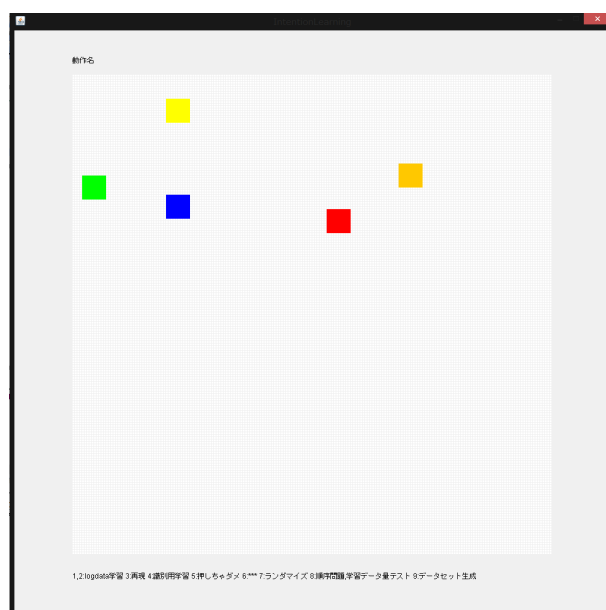 IntentionLearning
動作名
1,2:logdata学習 3:再現 4:識別用学習 5:押しちゃダメ 6:*** 7:ランダマイズ 8:順序問題,学習データ量テスト 9:データセット生成